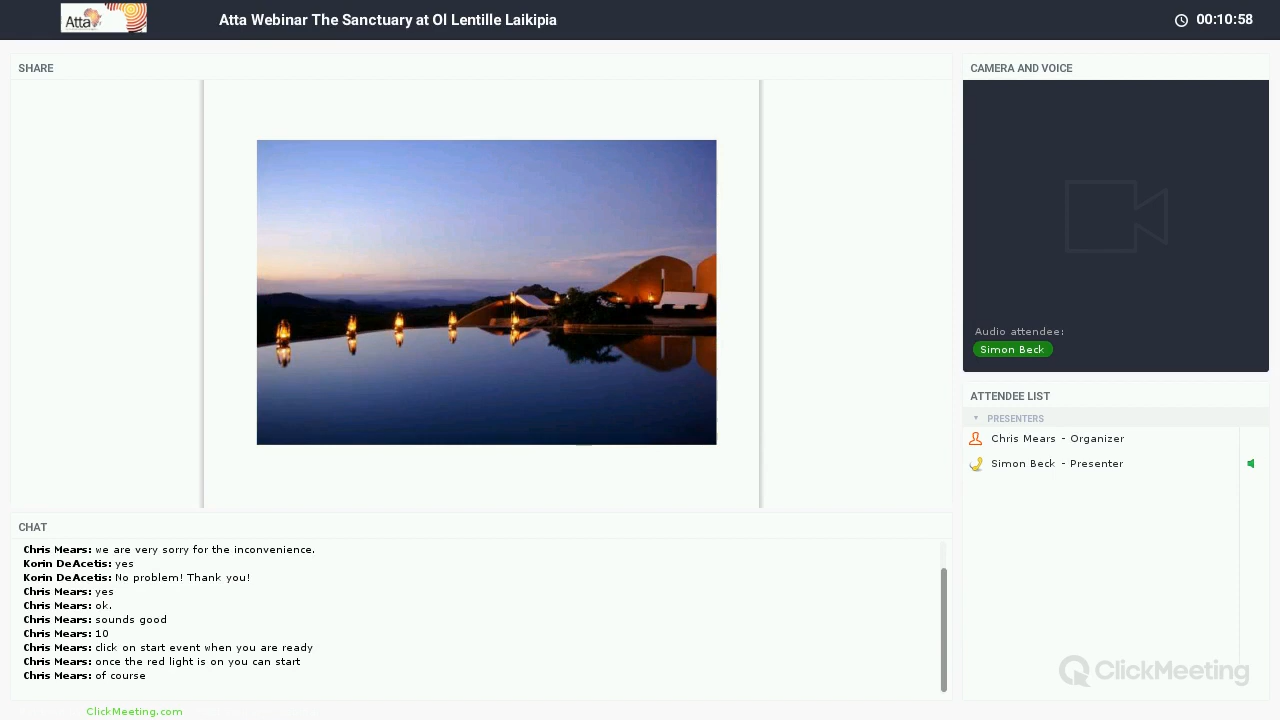 Atta
Atta Webinar The Sanctuary at Ol Lentille Laikipia
00:10:58
SHARE
CAMERA AND VOICE
Audio attendee:
Simon Beck
ATTENDEE LIST
PRESENTERS
Chris Mears - Organizer
Simon Beck - Presenter
CHAT
Chris Mears: we are very sorry for the inconvenience.
Korin DeAcetis: yes
Korin DeAcetis: No problem! Thank you!
Chris Mears: yes
Chris Mears: ok.
Chris Mears: sounds good
Chris Mears: 10
Chris Mears: click on start event when you are ready
Chris Mears: once the red light is on you can start
Chris Mears: of course
ClickMeeting
ClickMeeting.com